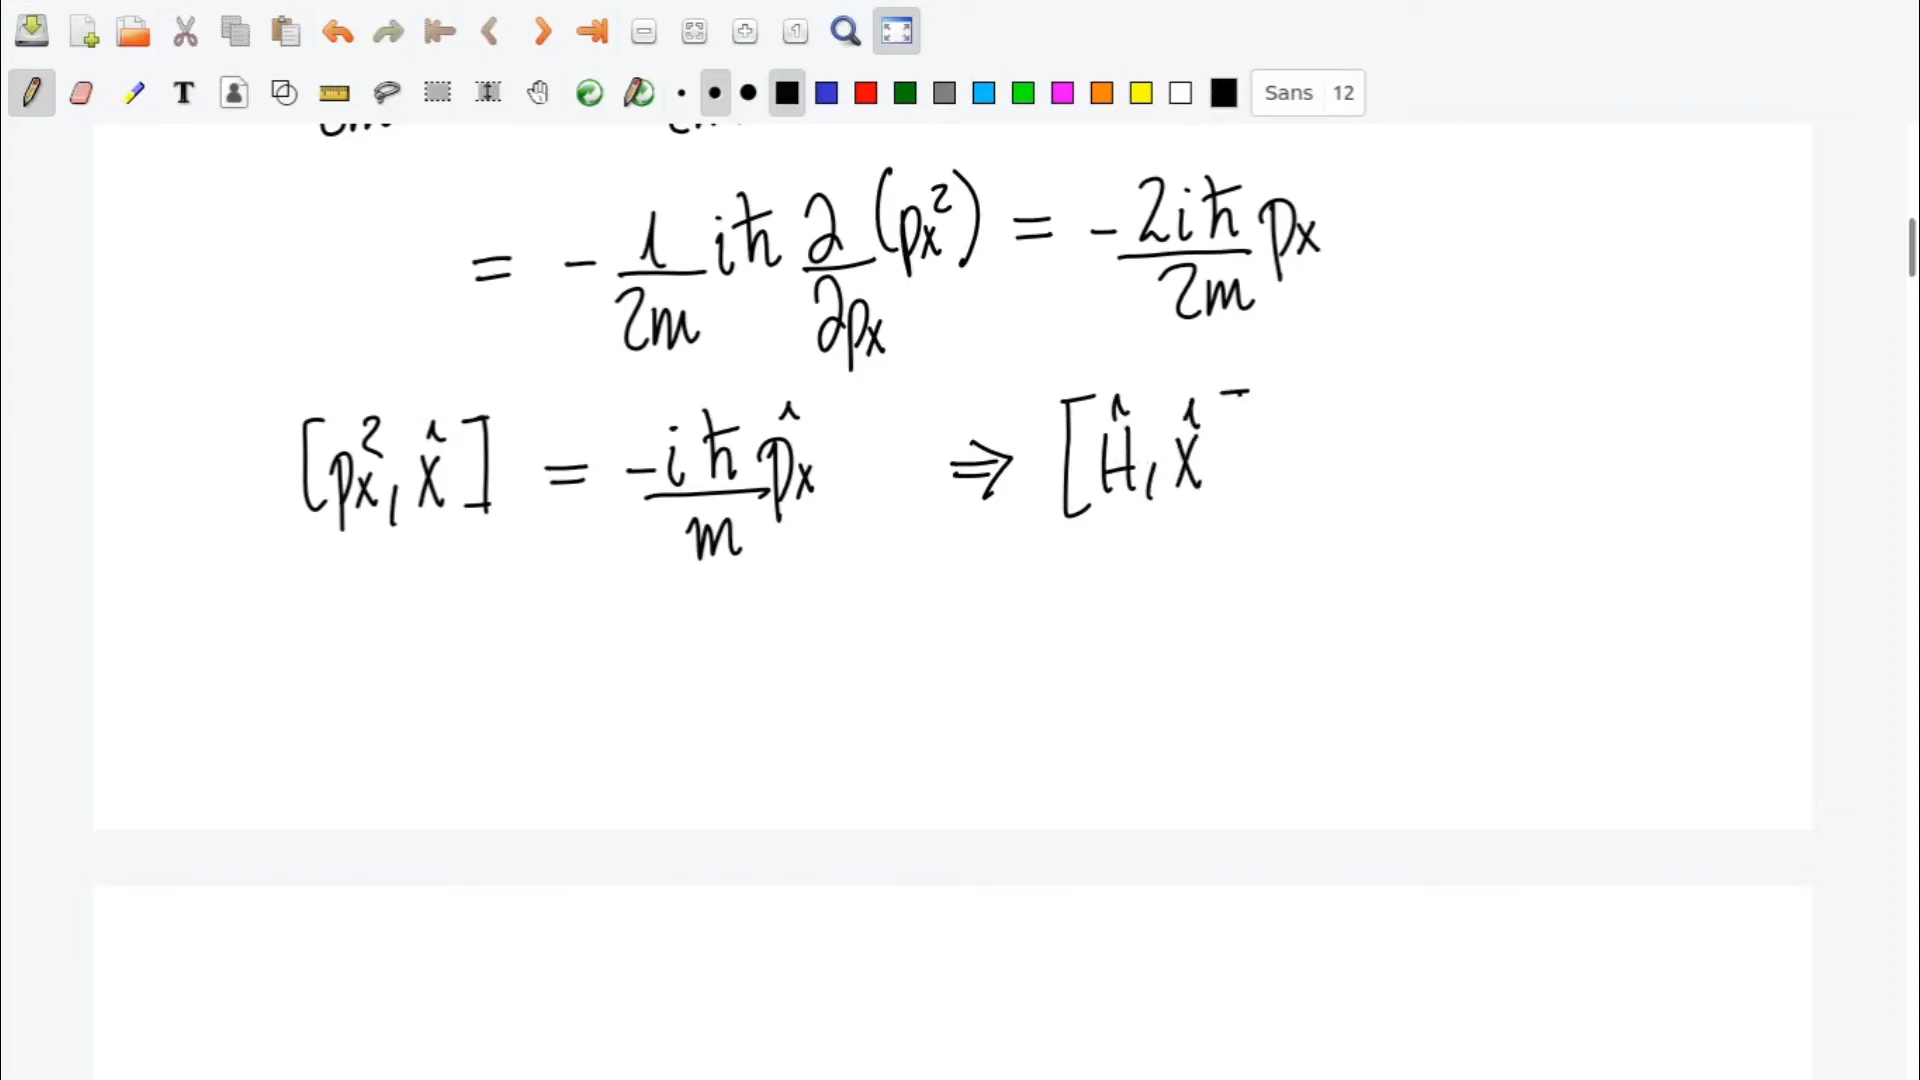 T Sans 12
= - 1/2m iħ ∂/∂px (px²) = - 2iħ/2m px
[px², x̂] = -iħ/m p̂x ⇒ [Ĥ, x̂